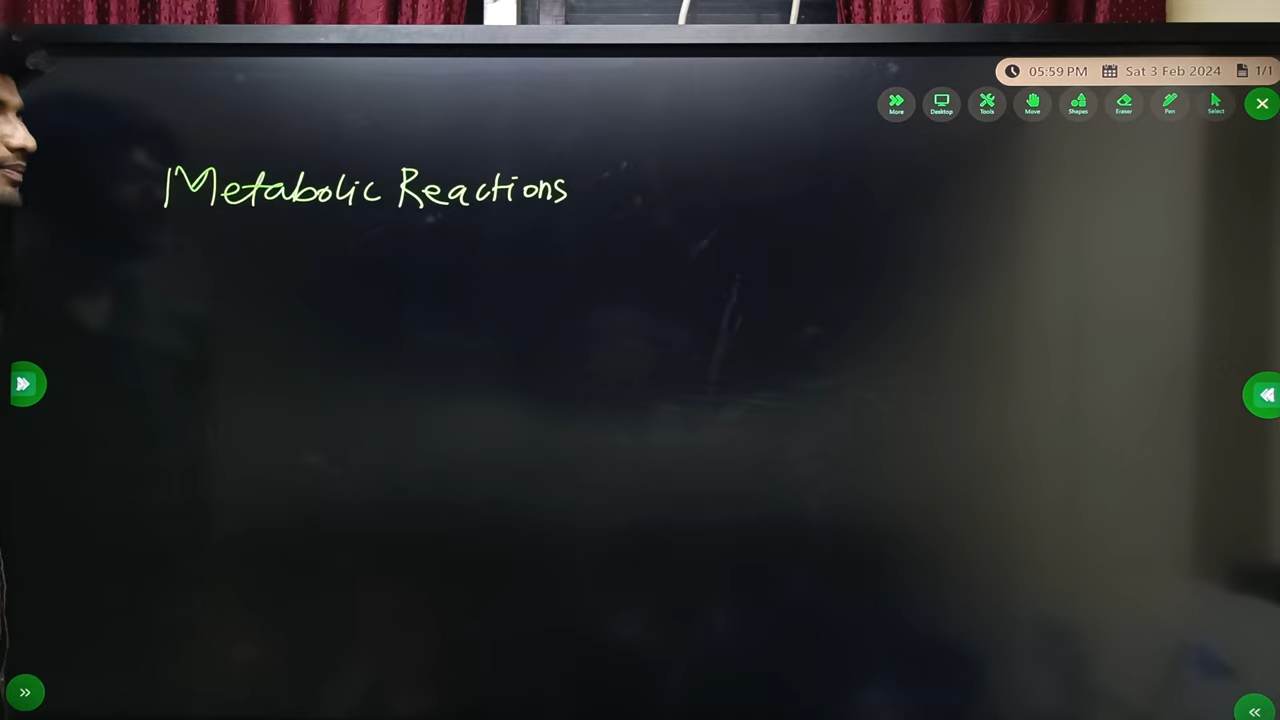 05:59 PM Sat 3 Feb 2024 1/1
More Desktop Tools Move Shapes Eraser Pen Select
Metabolic Reactions